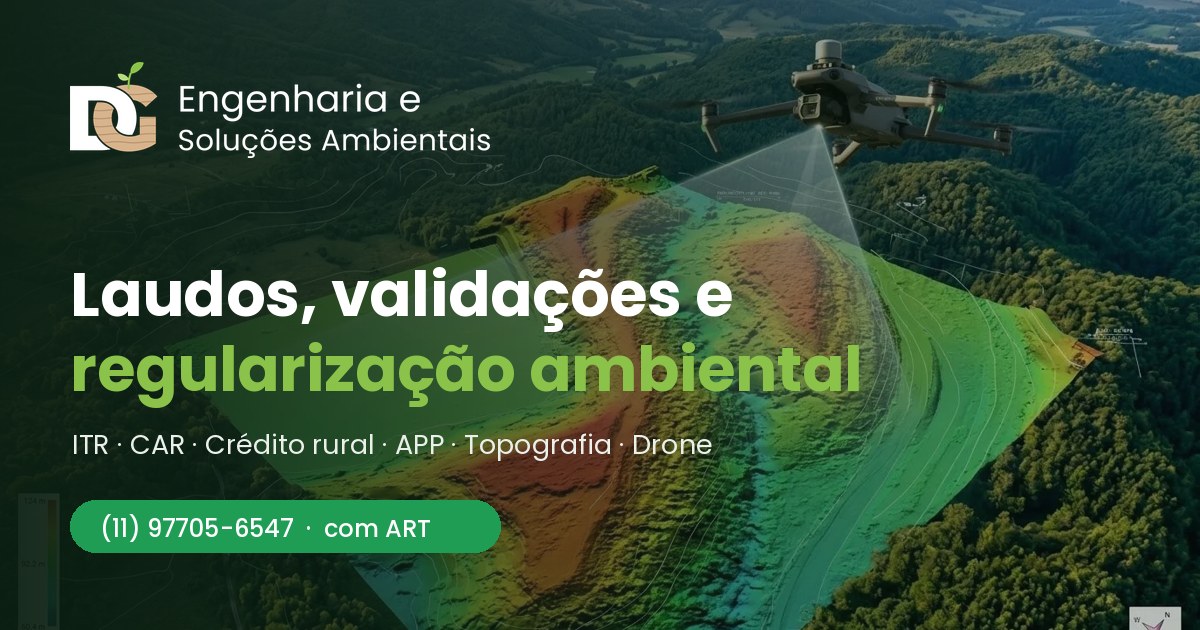 DG
Engenharia e
Soluções Ambientais
Laudos, validações e
regularização ambiental
ITR · CAR · Crédito rural · APP · Topografia · Drone
(11) 97705-6547 · com ART
W N